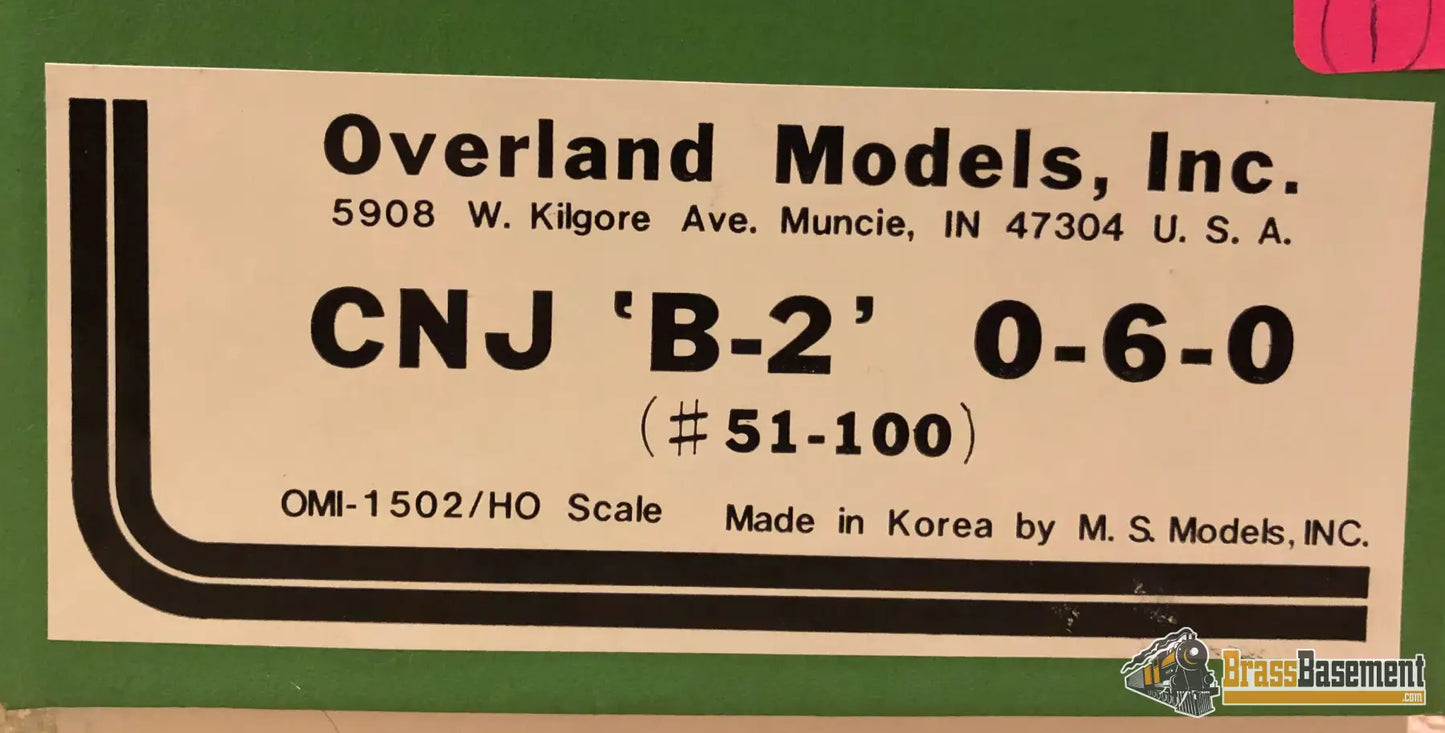 (1)
Overland Models, Inc.
5908 W. Kilgore Ave. Muncie, IN 47304 U. S. A.
CNJ ‘B-2’ 0-6-0
(# 51-100)
OMI-1502/HO Scale Made in Korea by M. S. Models, INC.
BrassBasement
.com